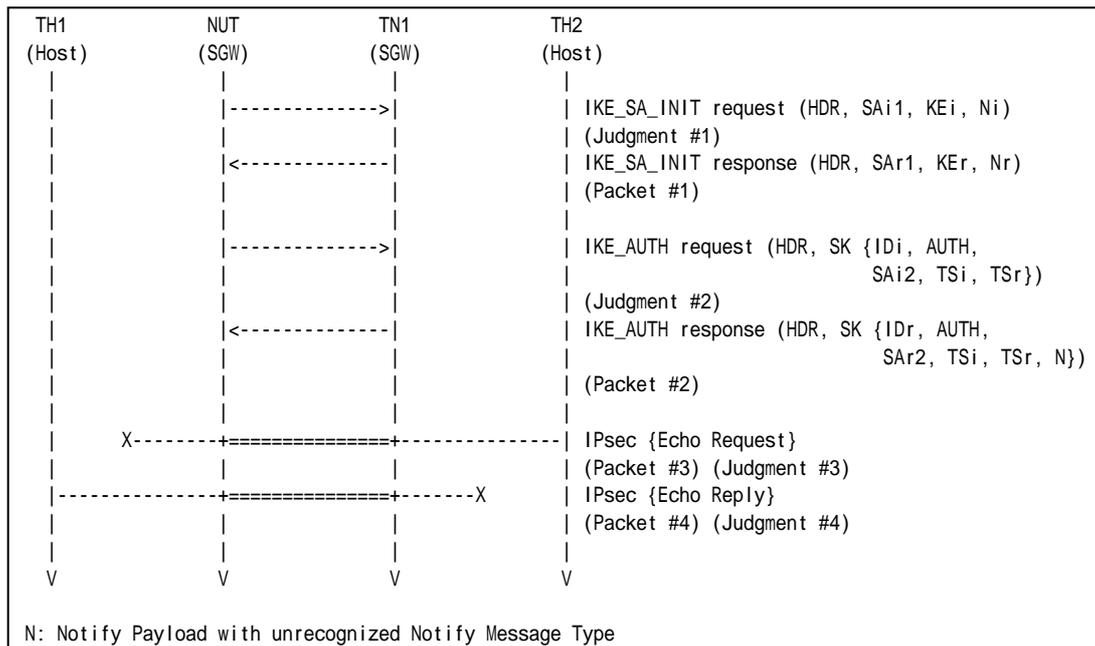 TH1 NUT TN1 TH2
(Host) (SGW) (SGW) (Host)
| | | |
| |-------------->| | IKE_SA_INIT request (HDR, SAi1, KEi, Ni)
| | | | (Judgment #1)
| |<--------------| | IKE_SA_INIT response (HDR, SAr1, KEr, Nr)
| | | | (Packet #1)
| | | |
| |-------------->| | IKE_AUTH request (HDR, SK {IDi, AUTH,
| | | | SAi2, TSi, TSr})
| | | | (Judgment #2)
| |<--------------| | IKE_AUTH response (HDR, SK {IDr, AUTH,
| | | | SAr2, TSi, TSr, N})
| | | | (Packet #2)
| | | |
| X--------+===============+--------------| IPsec {Echo Request}
| | | | (Packet #3) (Judgment #3)
|--------------+===============+-------X | IPsec {Echo Reply}
| | | | (Packet #4) (Judgment #4)
| | | |
V V V V
N: Notify Payload with unrecognized Notify Message Type